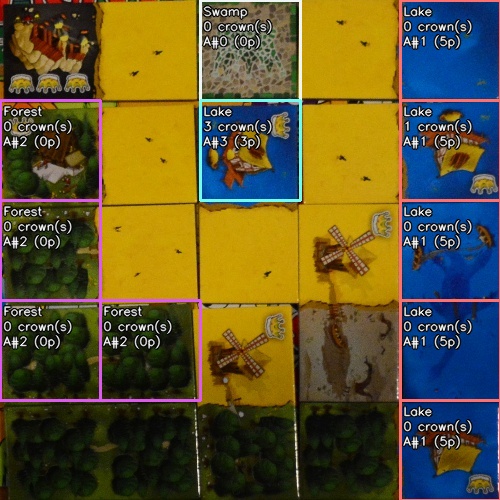 Swamp
0 crown(s)
A#0 (0p)
Lake
0 crown(s)
A#1 (5p)
Forest
0 crown(s)
A#2 (0p)
Lake
3 crown(s)
A#3 (3p)
Lake
1 crown(s)
A#1 (5p)
Forest
0 crown(s)
A#2 (0p)
Lake
0 crown(s)
A#1 (5p)
Forest
0 crown(s)
A#2 (0p)
Forest
0 crown(s)
A#2 (0p)
Lake
0 crown(s)
A#1 (5p)
Lake
0 crown(s)
A#1 (5p)